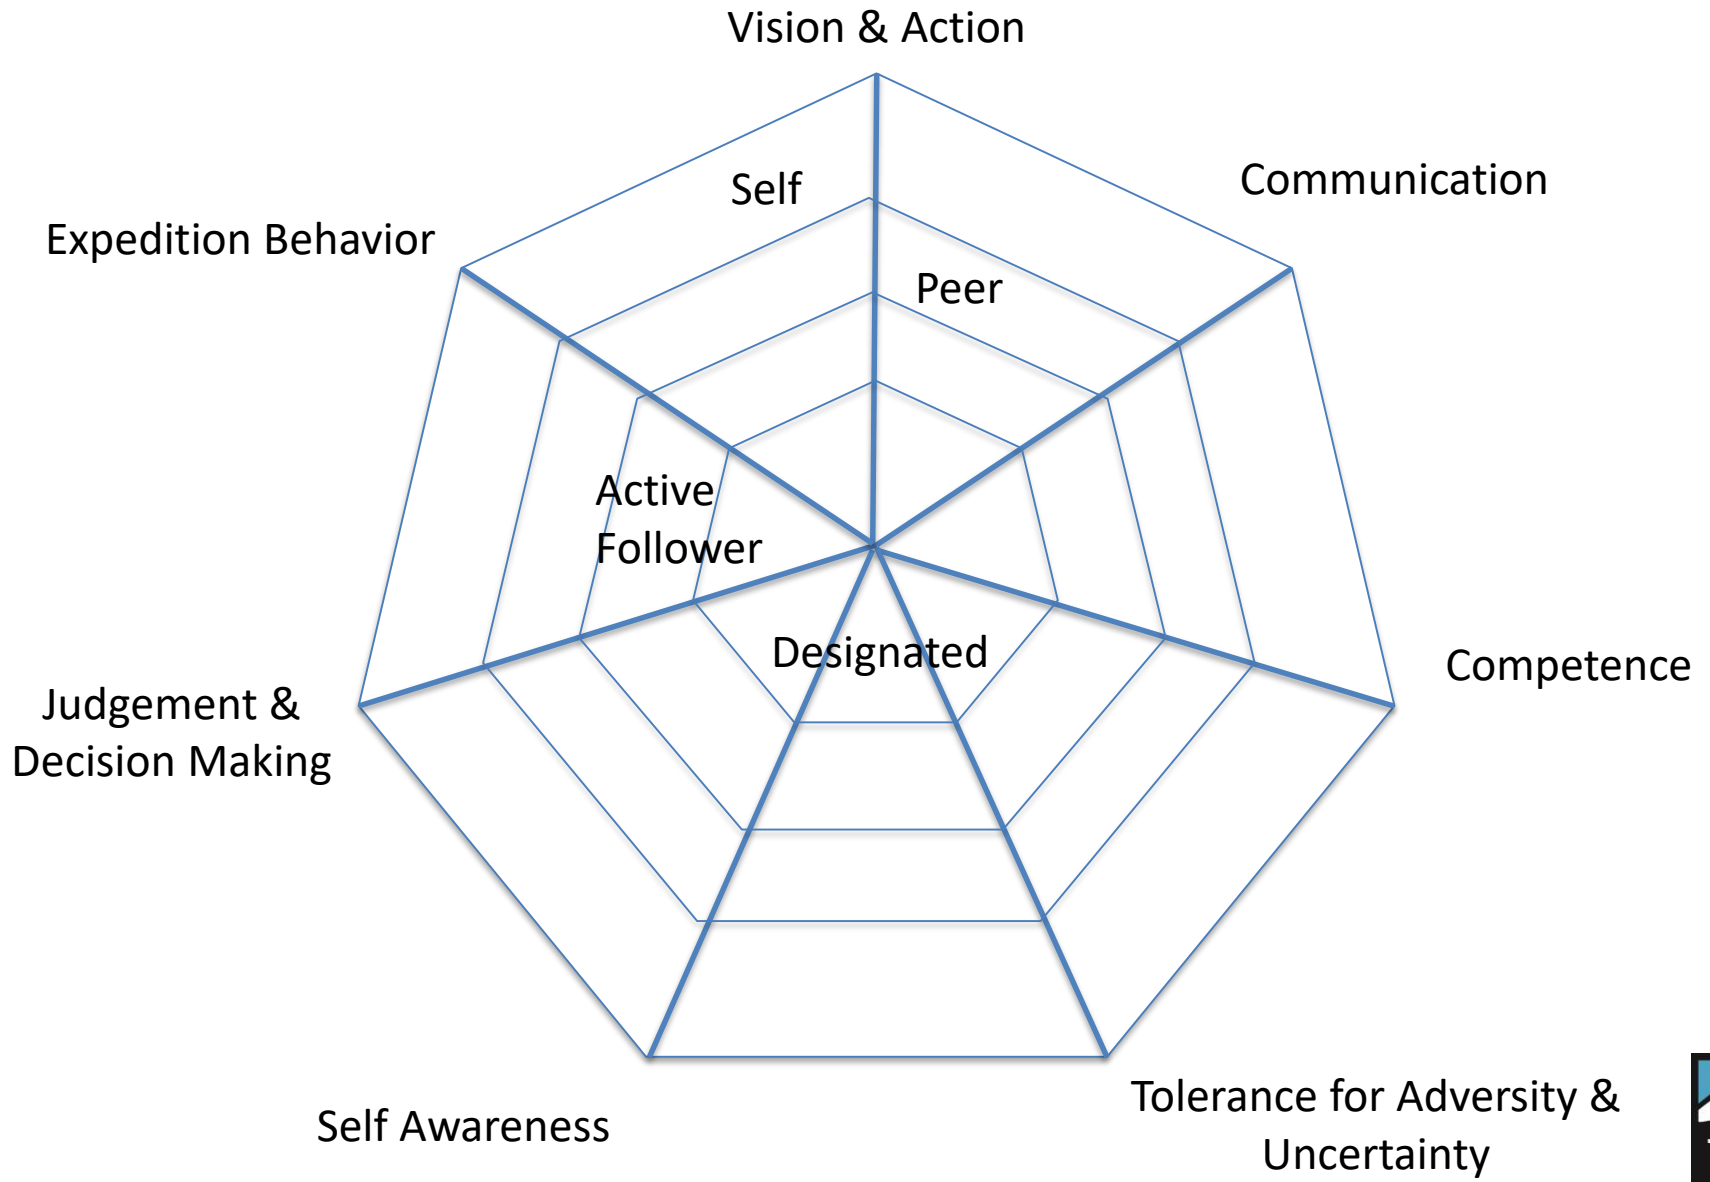 Vision & Action
Communication
Self
Expedition Behavior
Peer
Active
Follower
Designated
Competence
Judgement &
Decision Making
Tolerance for Adversity &
Uncertainty
Self Awareness